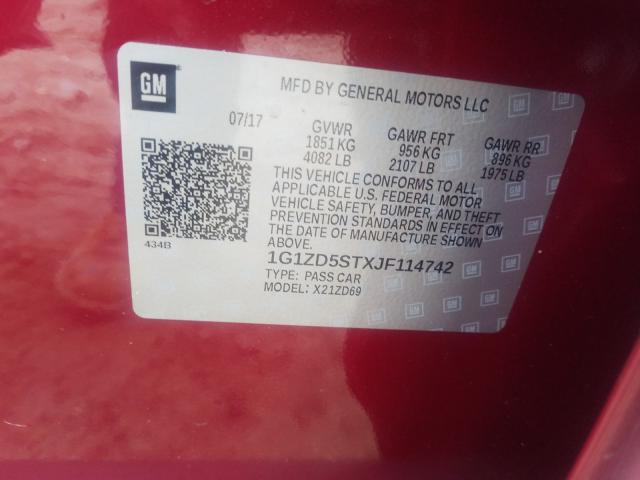 GM
MFD BY GENERAL MOTORS LLC
07/17
GVWR GAWR FRT GAWR RR
1851 KG 956 KG 896 KG
4082 LB 2107 LB 1975 LB
THIS VEHICLE CONFORMS TO ALL
APPLICABLE U.S. FEDERAL MOTOR
VEHICLE SAFETY, BUMPER, AND THEFT
PREVENTION STANDARDS IN EFFECT ON
THE DATE OF MANUFACTURE SHOWN
ABOVE.
434B
1G1ZD5STXJF114742
TYPE: PASS CAR
MODEL: X21ZD69